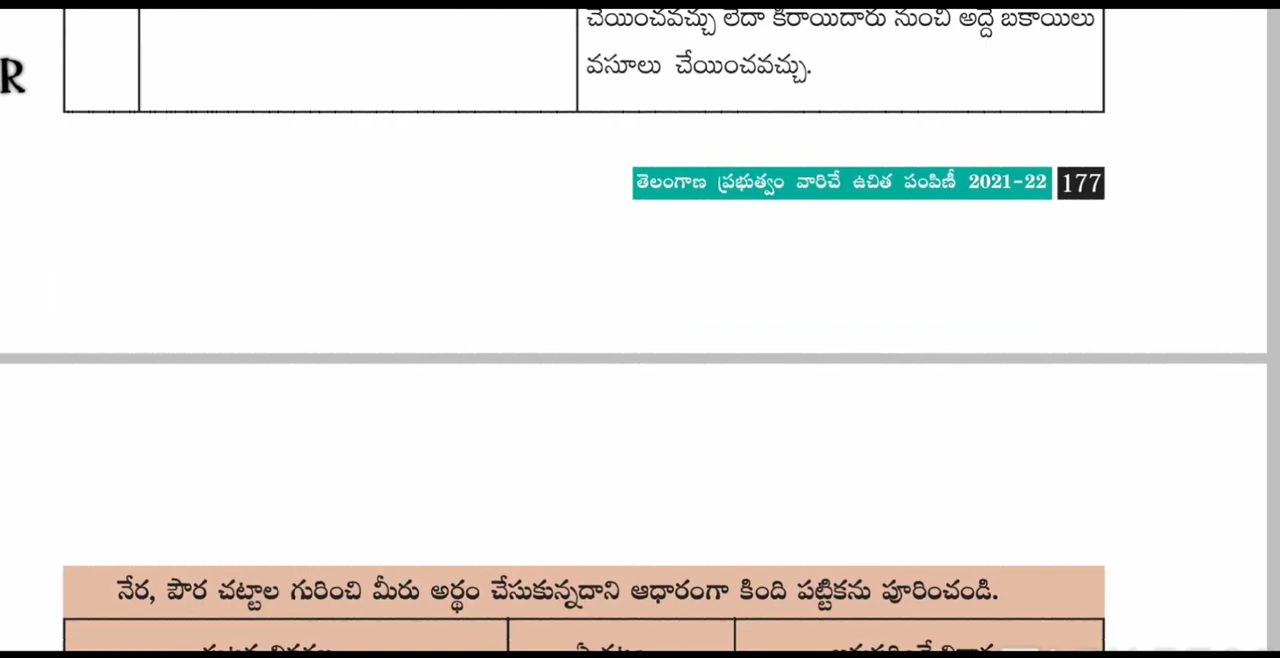 చేయించవచ్చు లేదా కిరాయిదారు నుంచి అద్దె బకాయిలు
వసూలు చేయించవచ్చు.
R
తెలంగాణ ప్రభుత్వం వారిచే ఉచిత పంపిణీ 2021-22 177
నేర, పౌర చట్టాల గురించి మీరు అర్థం చేసుకున్నదాని ఆధారంగా కింది పట్టికను పూరించండి.